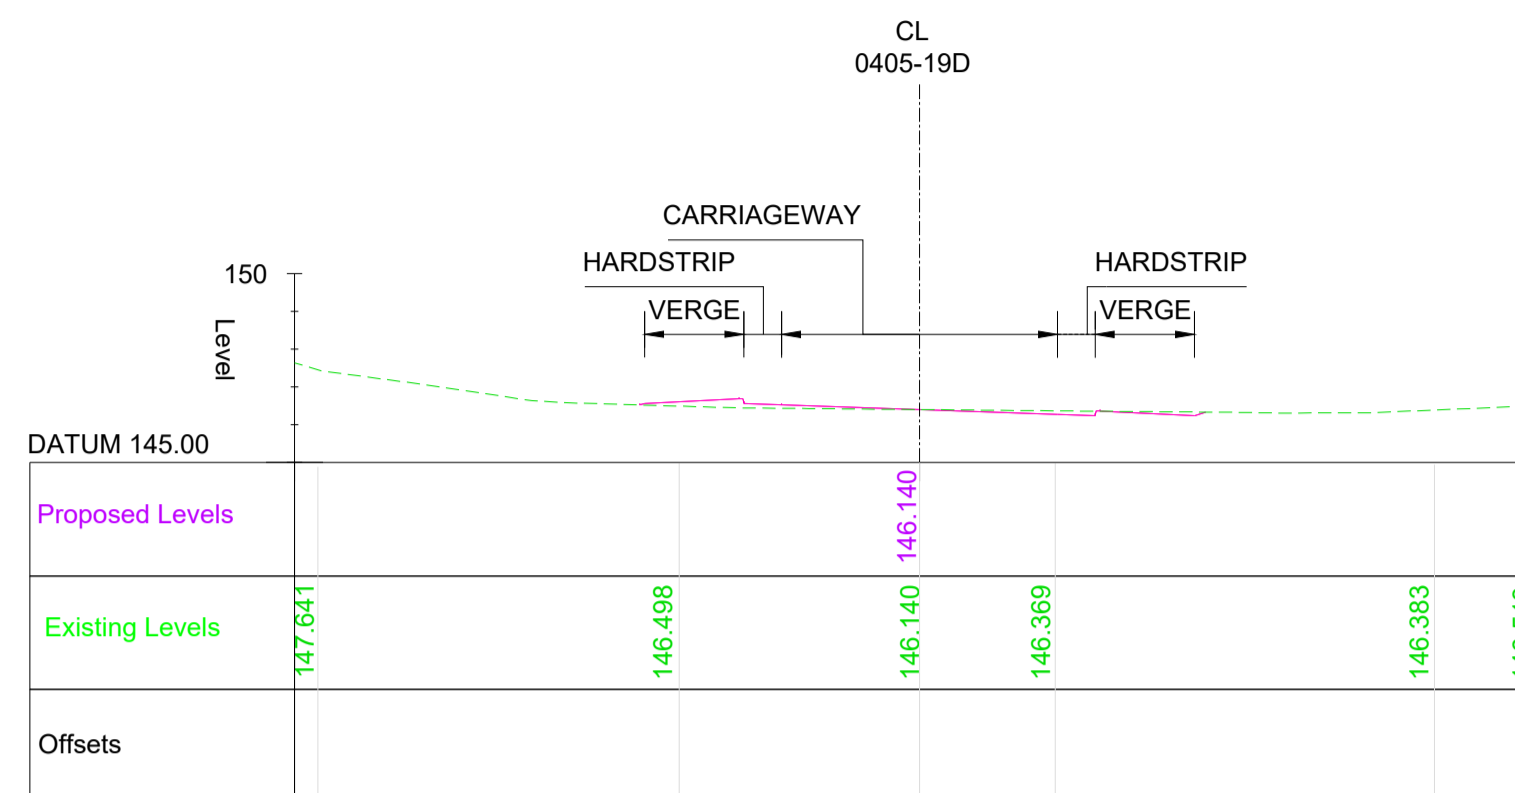 CL
0405-19D
CARRIAGEWAY
HARDSTRIP
HARDSTRIP
150
VERGE
VERGE
Level
DATUM 145.00
Proposed Levels
146.140
Existing Levels
147.641
146.498
146.140
146.369
146.383
Offsets